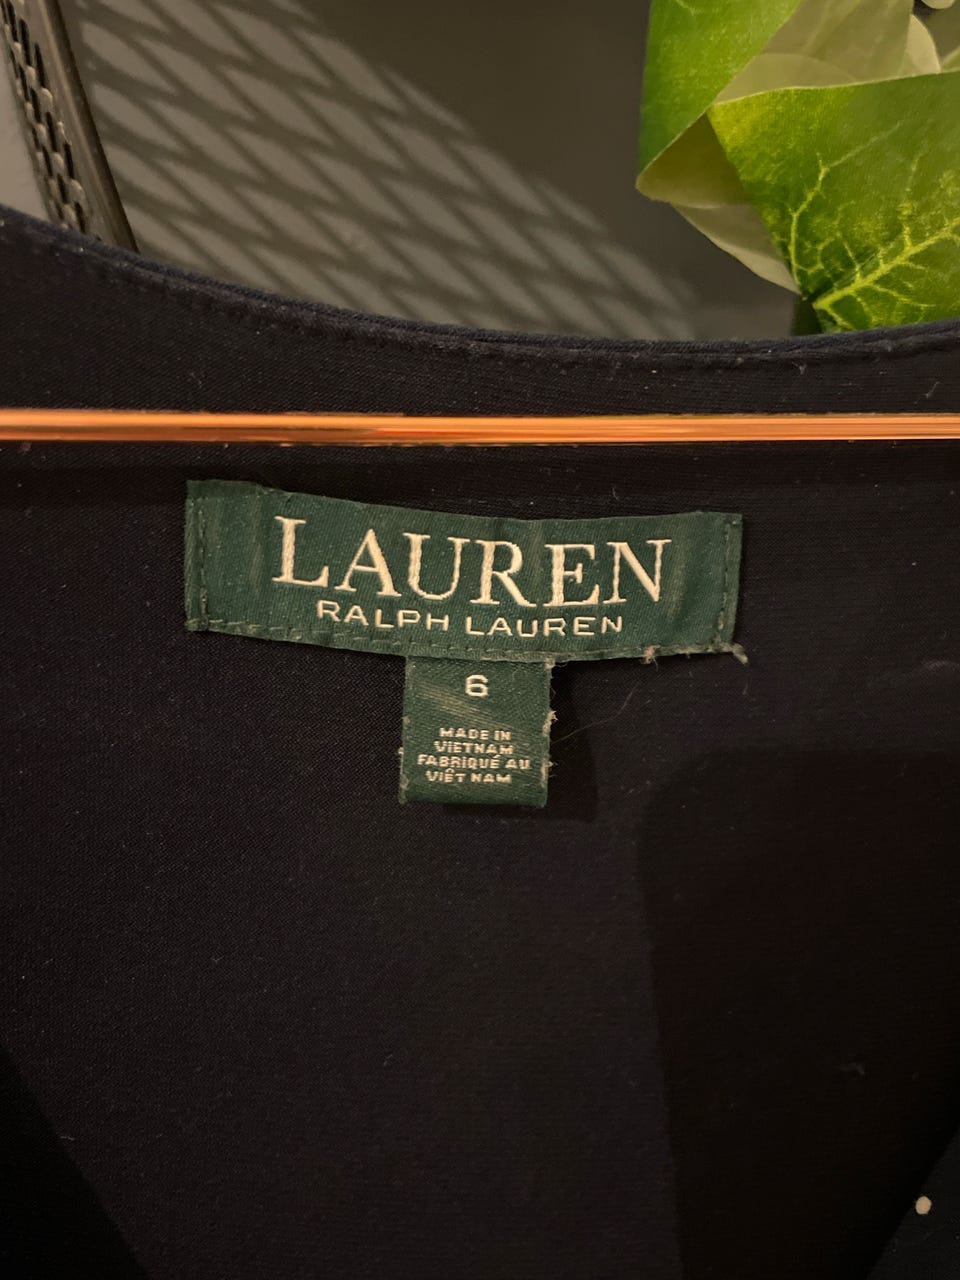 LAUREN
RALPH LAUREN
6
MADE IN
VIETNAM
FABRIQUÉ AU
VIÊT NAM